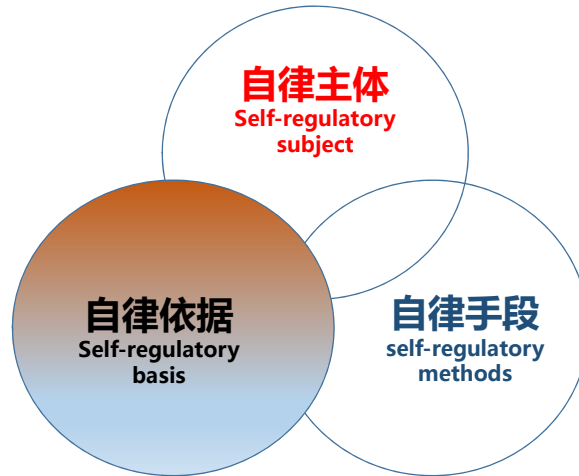 自律主体
Self-regulatory
subject
自律依据
Self-regulatory
basis
自律手段
self-regulatory
methods